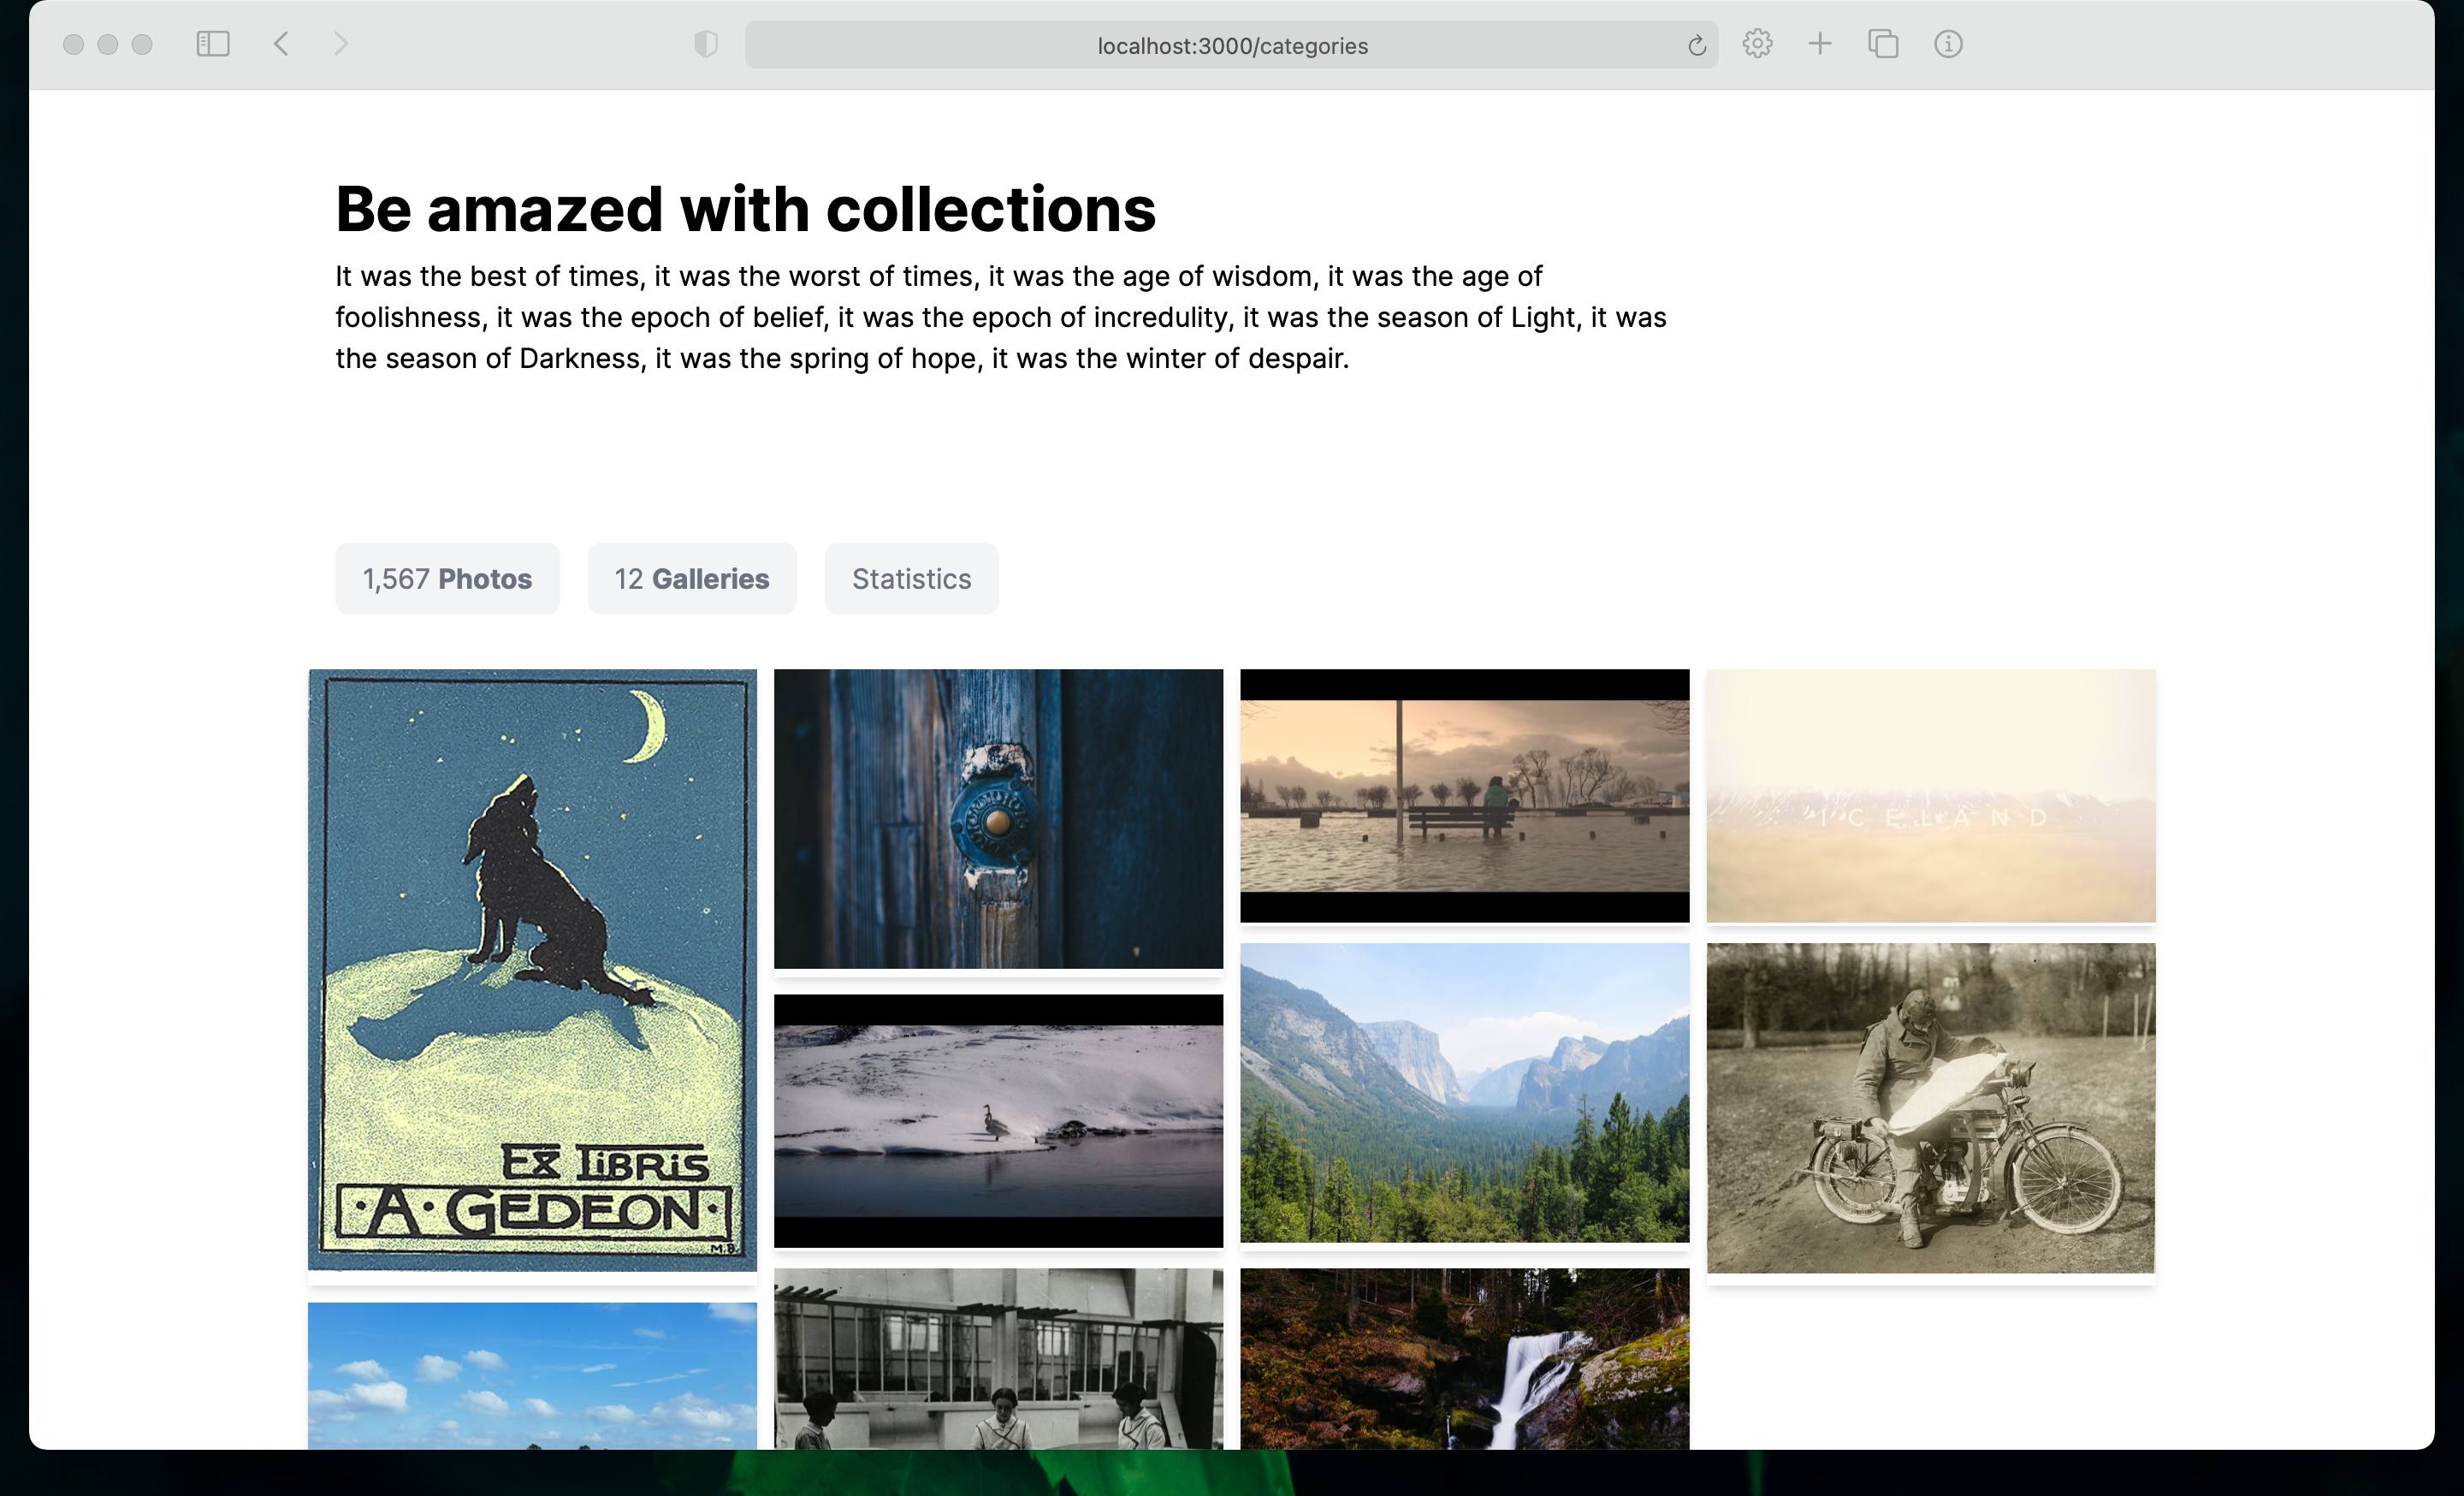 localhost:3000/categories
Be amazed with collections
It was the best of times, it was the worst of times, it was the age of wisdom, it was the age of
foolishness, it was the epoch of belief, it was the epoch of incredulity, it was the season of Light, it was
the season of Darkness, it was the spring of hope, it was the winter of despair.
1,567 Photos
12 Galleries
Statistics
ICELAND
EX LIBRIS
·A·GEDEON·
M.B.